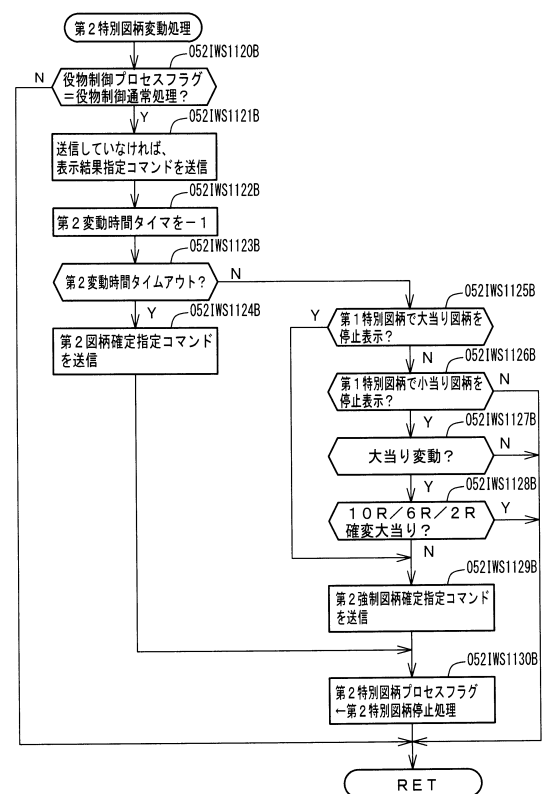 第２特別図柄変動処理
052IWS1120B
N
役物制御プロセスフラグ
＝役物制御通常処理？
Y
052IWS1121B
送信していなければ、
表示結果指定コマンドを送信
052IWS1122B
第２変動時間タイマを－１
052IWS1123B
第２変動時間タイムアウト？
N
Y
052IWS1124B
第２図柄確定指定コマンド
を送信
052IWS1125B
Y
第１特別図柄で大当り図柄を
停止表示？
N
052IWS1126B
第１特別図柄で小当り図柄を
停止表示？
N
Y
052IWS1127B
大当り変動？
N
Y
052IWS1128B
１０Ｒ／６Ｒ／２Ｒ
確変大当り？
Y
N
052IWS1129B
第２強制図柄確定指定コマンド
を送信
052IWS1130B
第２特別図柄プロセスフラグ
←第２特別図柄停止処理
ＲＥＴ